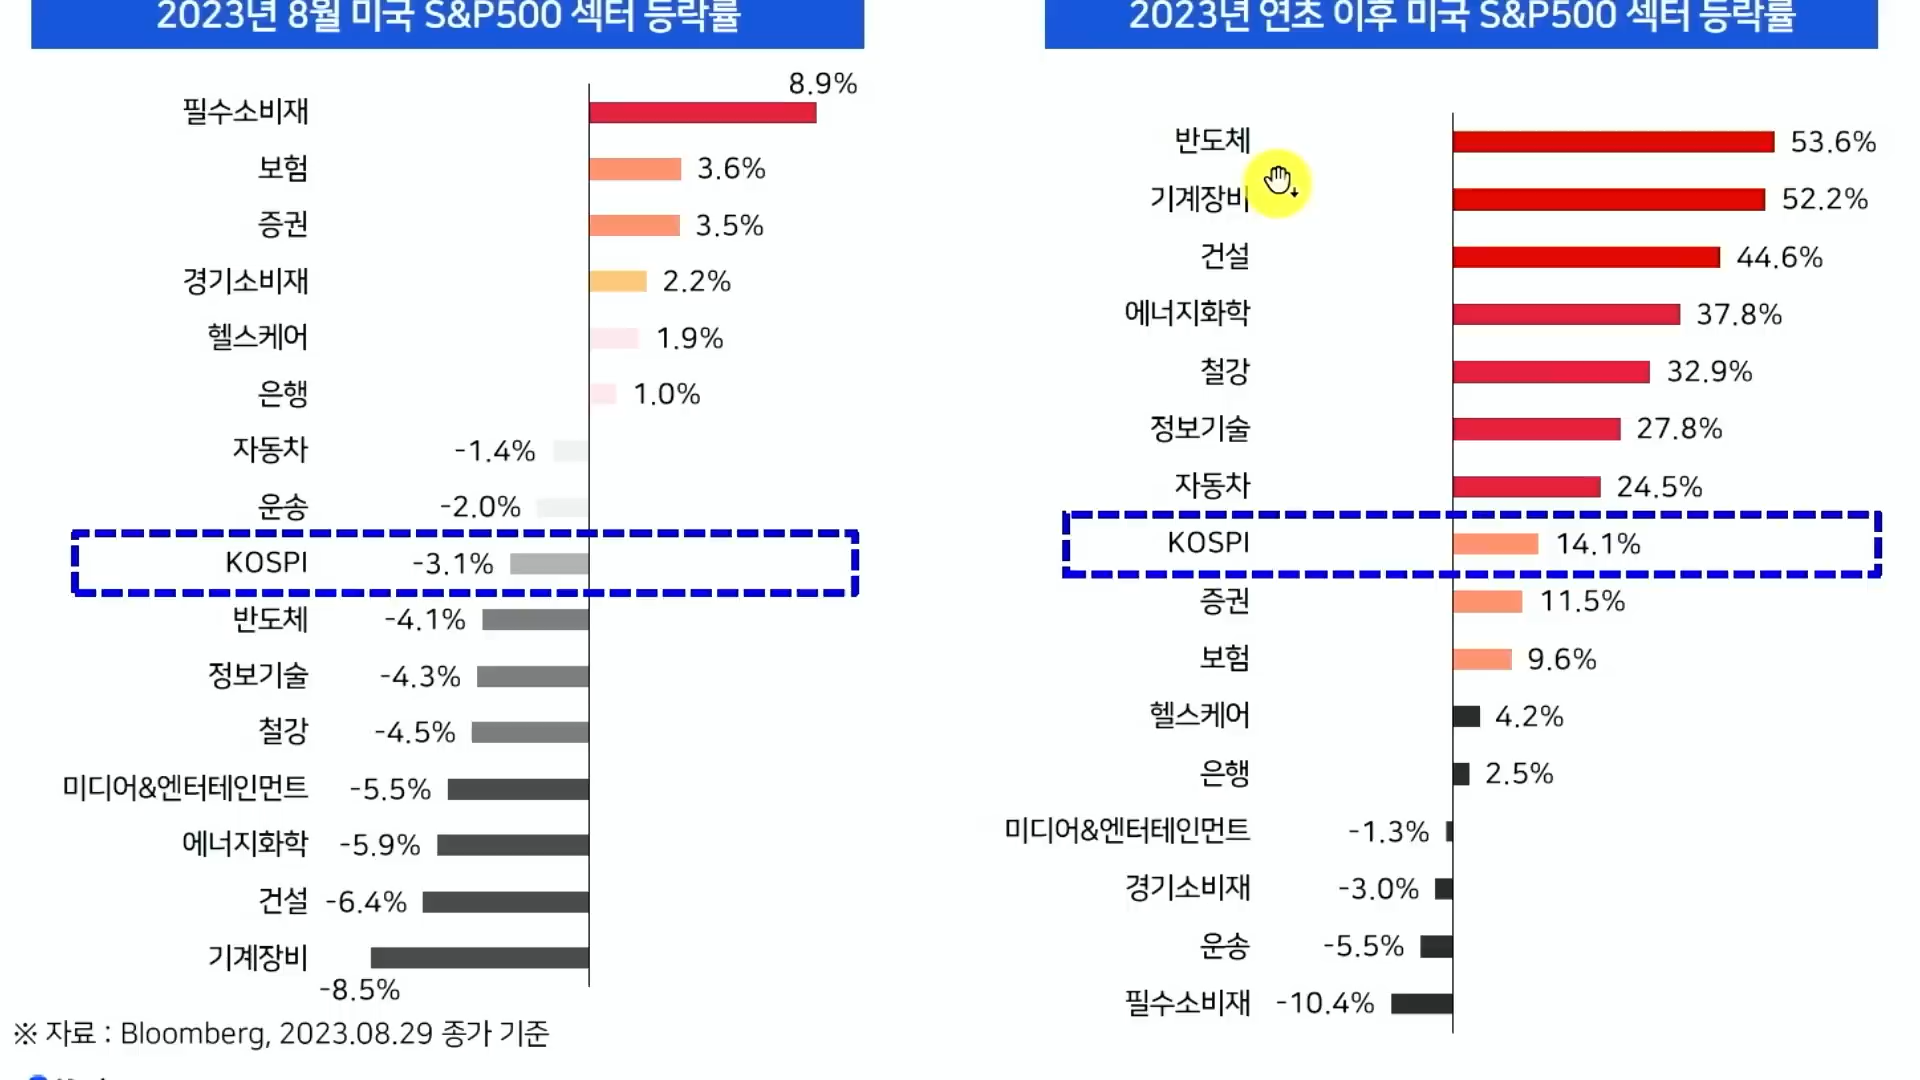 2023년 8월 미국 S&P500 섹터 등락률
필수소비재 8.9%
보험 3.6%
증권 3.5%
경기소비재 2.2%
헬스케어 1.9%
은행 1.0%
자동차 -1.4%
운송 -2.0%
KOSPI -3.1%
반도체 -4.1%
정보기술 -4.3%
철강 -4.5%
미디어&엔터테인먼트 -5.5%
에너지화학 -5.9%
건설 -6.4%
기계장비 -8.5%
※ 자료 : Bloomberg, 2023.08.29 종가 기준
2023년 연초 이후 미국 S&P500 섹터 등락률
반도체 53.6%
기계장비 52.2%
건설 44.6%
에너지화학 37.8%
철강 32.9%
정보기술 27.8%
자동차 24.5%
KOSPI 14.1%
증권 11.5%
보험 9.6%
헬스케어 4.2%
은행 2.5%
미디어&엔터테인먼트 -1.3%
경기소비재 -3.0%
운송 -5.5%
필수소비재 -10.4%